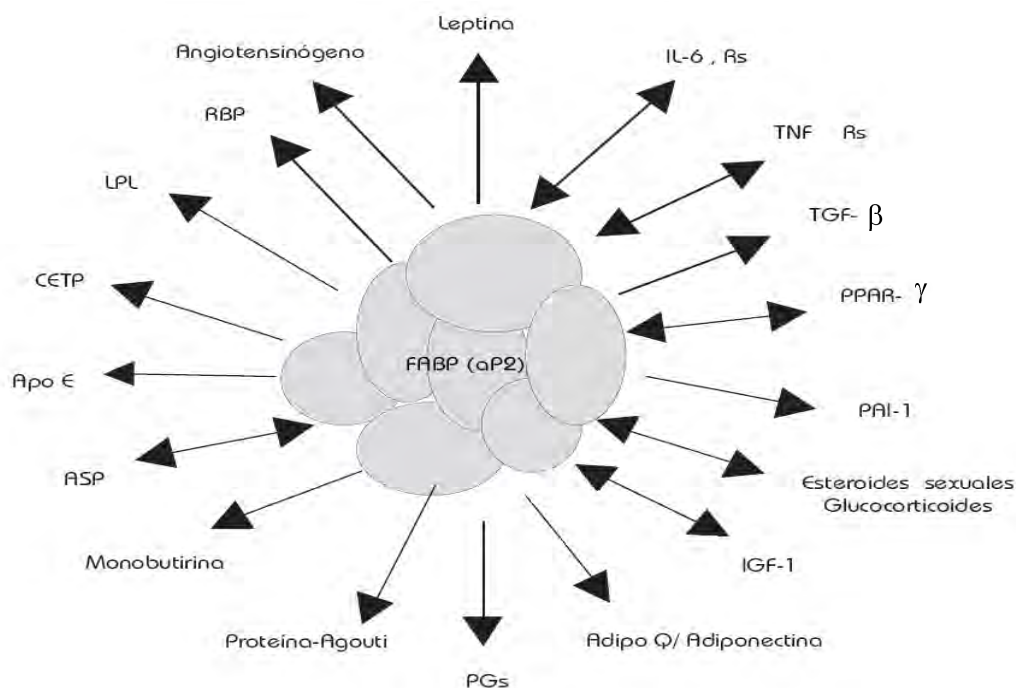 Leptina
Angiotensinógeno
IL-6 , Rs
RBP
TNF Rs
LPL
TGF- β
CETP
PPAR- γ
FABP (aP2)
Apo E
PAI-1
ASP
Esteroides sexuales
Glucocorticoides
Monobutirina
IGF-1
Proteína-Agouti
Adipo Q/ Adiponectina
PGs